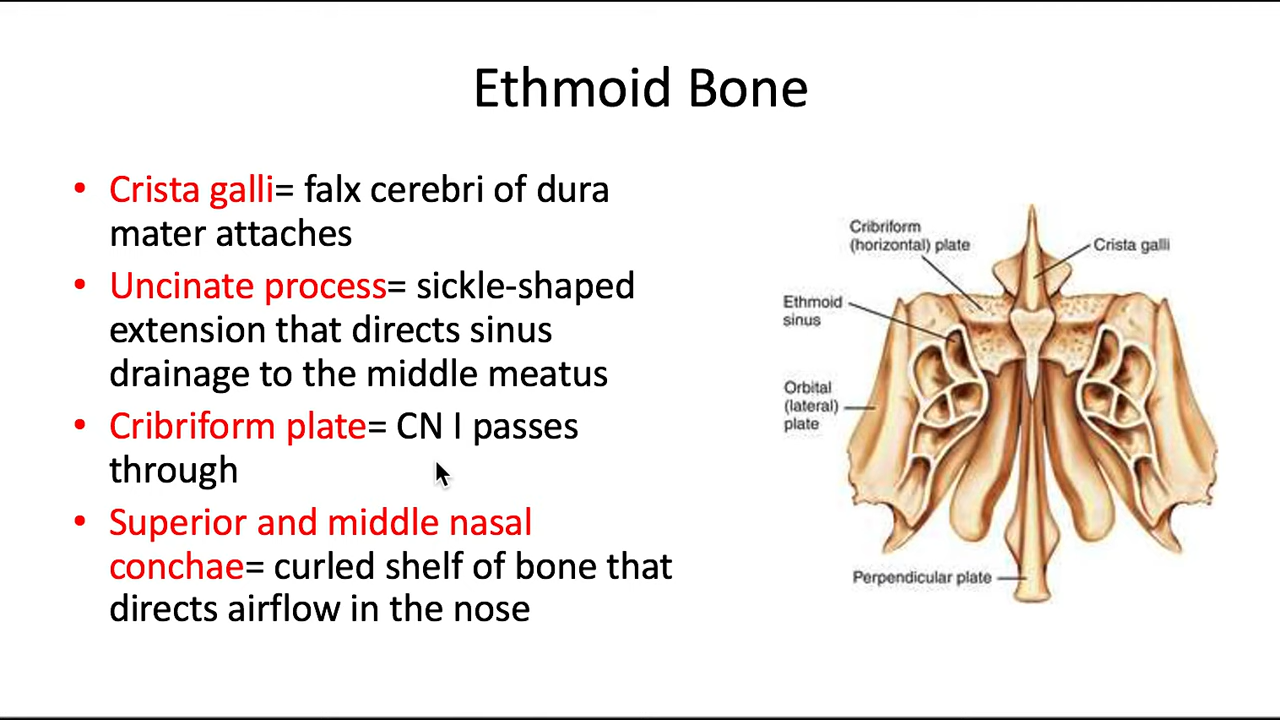 Ethmoid Bone
• Crista galli= falx cerebri of dura
mater attaches
• Uncinate process= sickle-shaped
extension that directs sinus
drainage to the middle meatus
• Cribriform plate= CN I passes
through
• Superior and middle nasal
conchae= curled shelf of bone that
directs airflow in the nose
Cribriform
(horizontal) plate
Crista galli
Ethmoid
sinus
Orbital
(lateral)
plate
Perpendicular plate